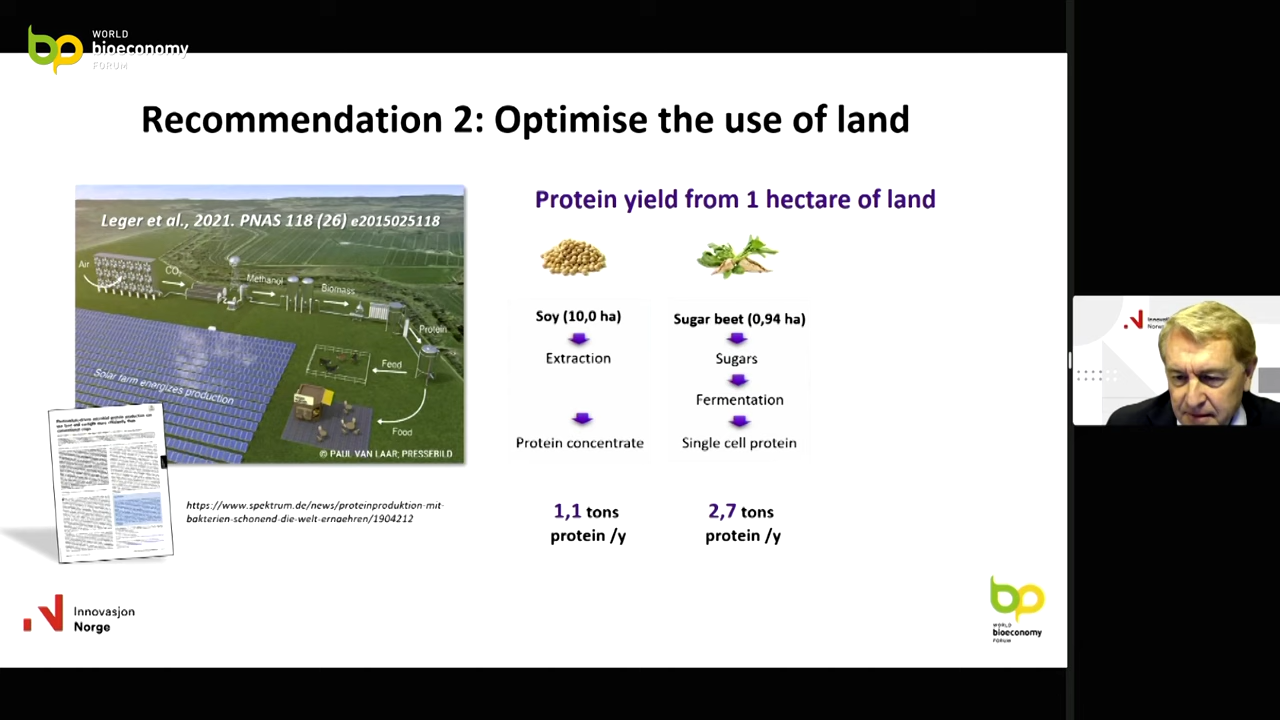 WORLD
bioeconomy
FORUM
Recommendation 2: Optimise the use of land
Leger et al., 2021. PNAS 118 (26) e2015025118
Air
CO₂
Methanol
Biomass
Protein
Feed
Food
Solar farm energizes production
© PAUL VAN LAAR; PRESSEBILD
https://www.spektrum.de/news/proteinproduktion-mit-
bakterien-schonend-die-welt-ernaehren/1904212
Protein yield from 1 hectare of land
Soy (10,0 ha)
Extraction
Protein concentrate
1,1 tons
protein /y
Sugar beet (0,94 ha)
Sugars
Fermentation
Single cell protein
2,7 tons
protein /y
Innovasjon
Norge
WORLD
bioeconomy
FORUM